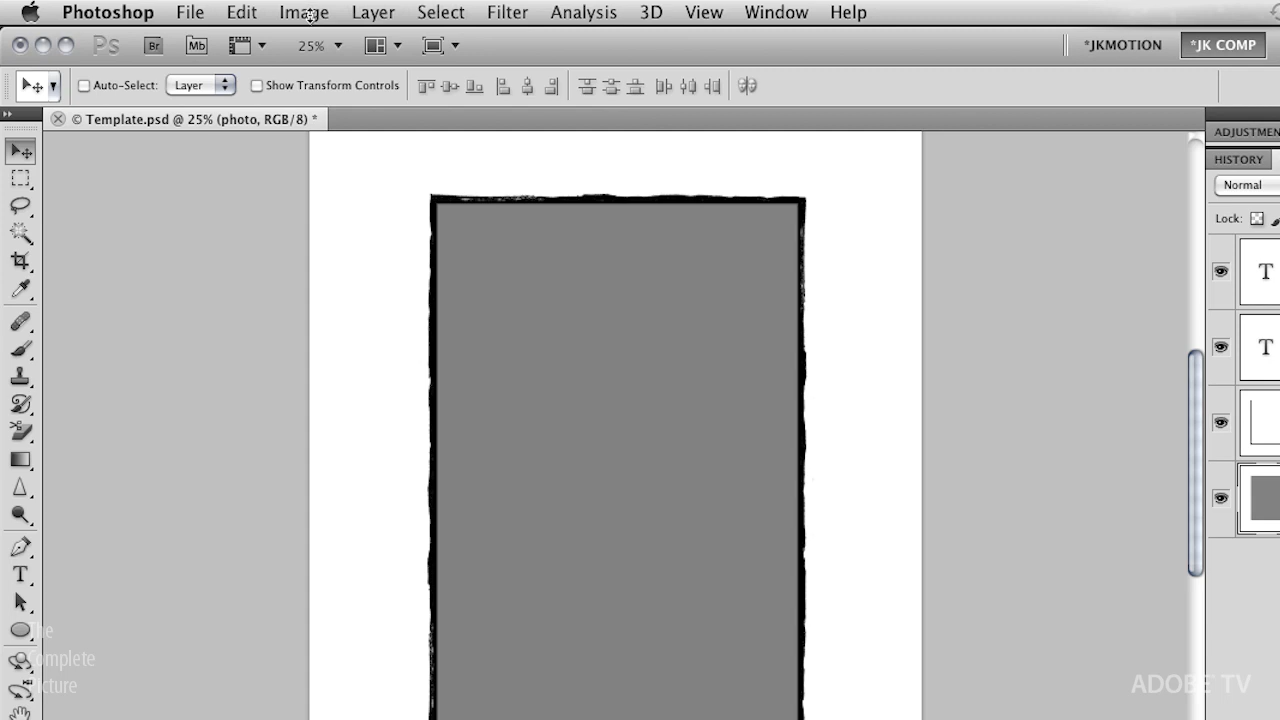 Photoshop File Edit Image Layer Select Filter Analysis 3D View Window Help
Ps Br Mb 25% *JKMOTION *JK COMP
Auto-Select: Layer Show Transform Controls
© Template.psd @ 25% (photo, RGB/8) *
ADJUSTMEN
HISTORY
Normal
Lock:
T
T
T
The
Complete
Picture
ADOBE TV